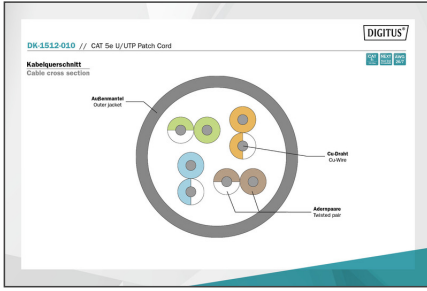 DIGITUS®
DK-1512-010 // CAT 5e U/UTP Patch Cord
Kabelquerschnitt
Cable cross section
Außenmantel
Outer jacket
Cu-Draht
Cu-Wire
Adernpaare
Twisted pair